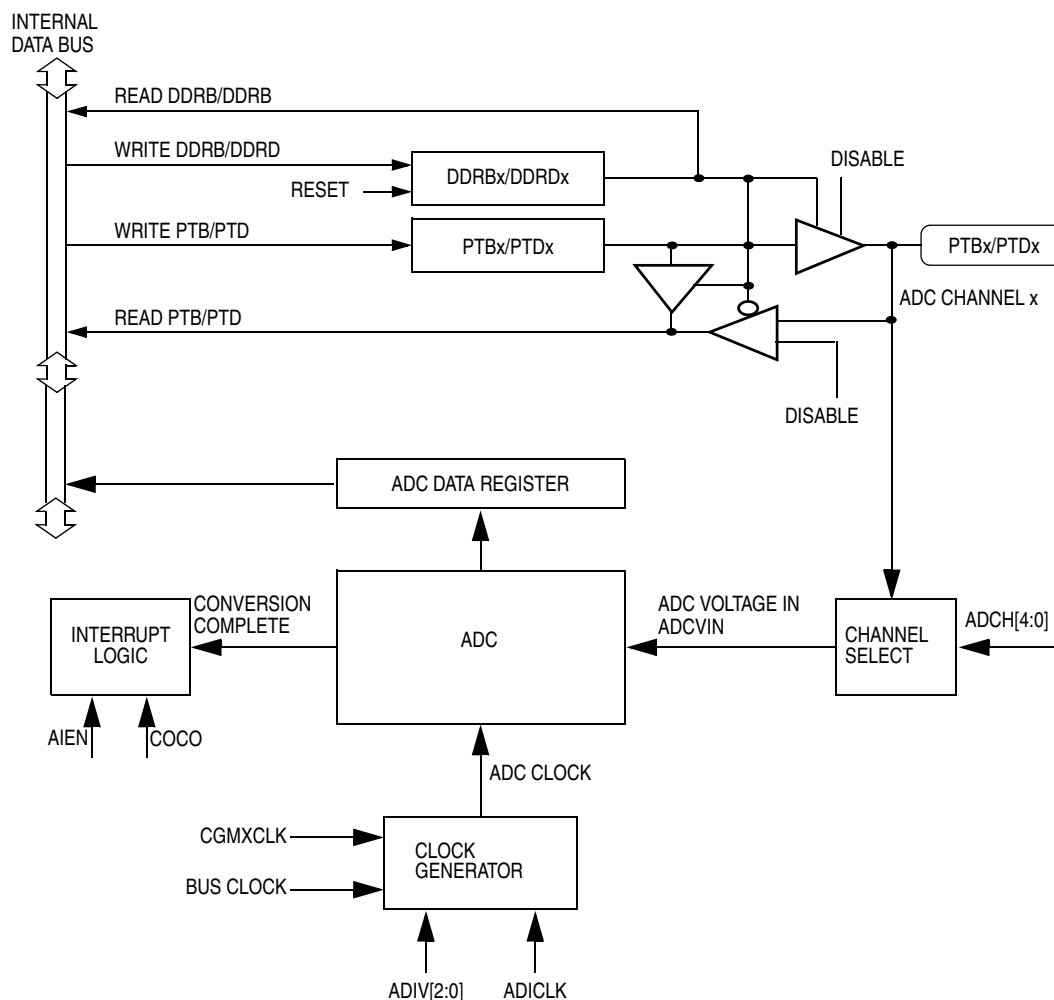 INTERNAL
DATA BUS
READ DDRB/DDRB
WRITE DDRB/DDRD
DISABLE
RESET
DDRBx/DDRDx
WRITE PTB/PTD
PTBx/PTDx
PTBx/PTDx
ADC CHANNEL x
READ PTB/PTD
DISABLE
ADC DATA REGISTER
INTERRUPT
LOGIC
CONVERSION
COMPLETE
ADC
ADC VOLTAGE IN
ADCVIN
CHANNEL
SELECT
ADCH[4:0]
AIEN
COCO
ADC CLOCK
CGMXCLK
CLOCK
GENERATOR
BUS CLOCK
ADIV[2:0]
ADICLK